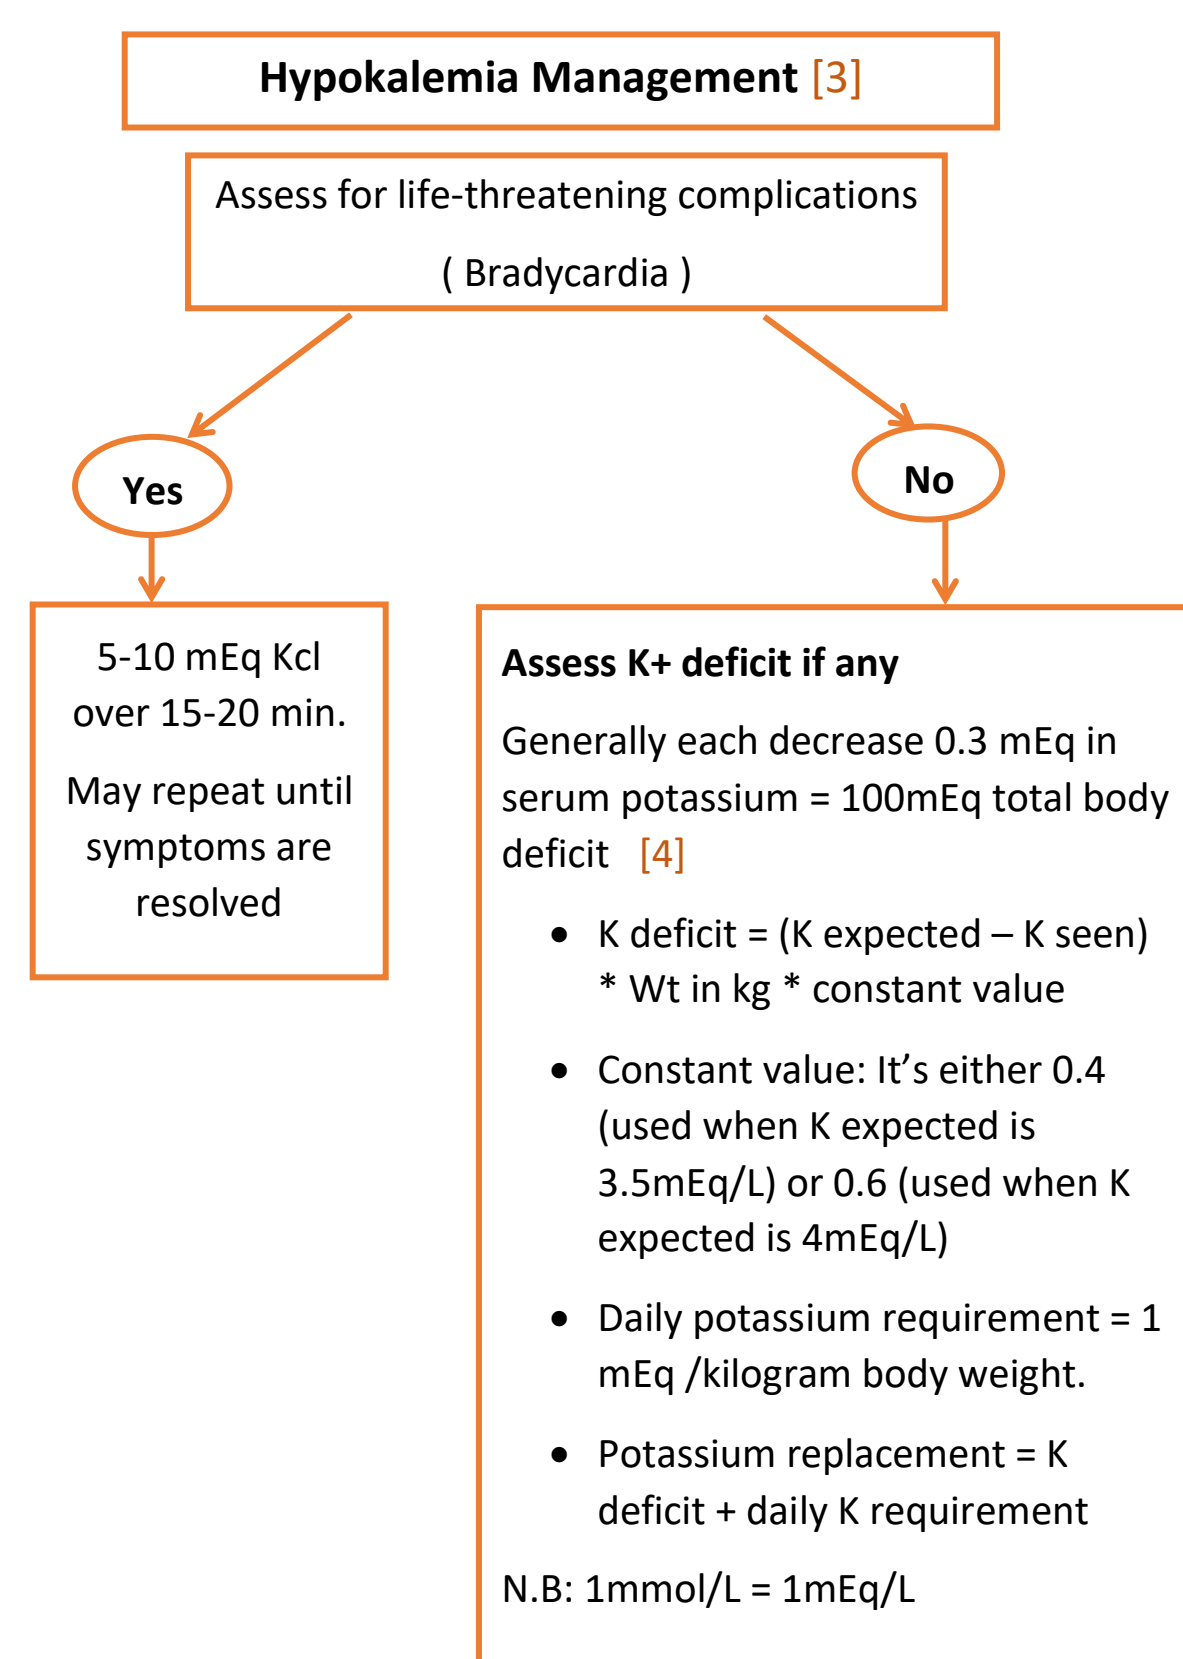 Hypokalemia Management [3]
Assess for life-threatening complications
( Bradycardia )
Yes
No
5-10 mEq Kcl
over 15-20 min.
May repeat until
symptoms are
resolved
Assess K+ deficit if any
Generally each decrease 0.3 mEq in
serum potassium = 100mEq total body
deficit [4]
• K deficit = (K expected – K seen)
* Wt in kg * constant value
• Constant value: It’s either 0.4
(used when K expected is
3.5mEq/L) or 0.6 (used when K
expected is 4mEq/L)
• Daily potassium requirement = 1
mEq /kilogram body weight.
• Potassium replacement = K
deficit + daily K requirement
N.B: 1mmol/L = 1mEq/L